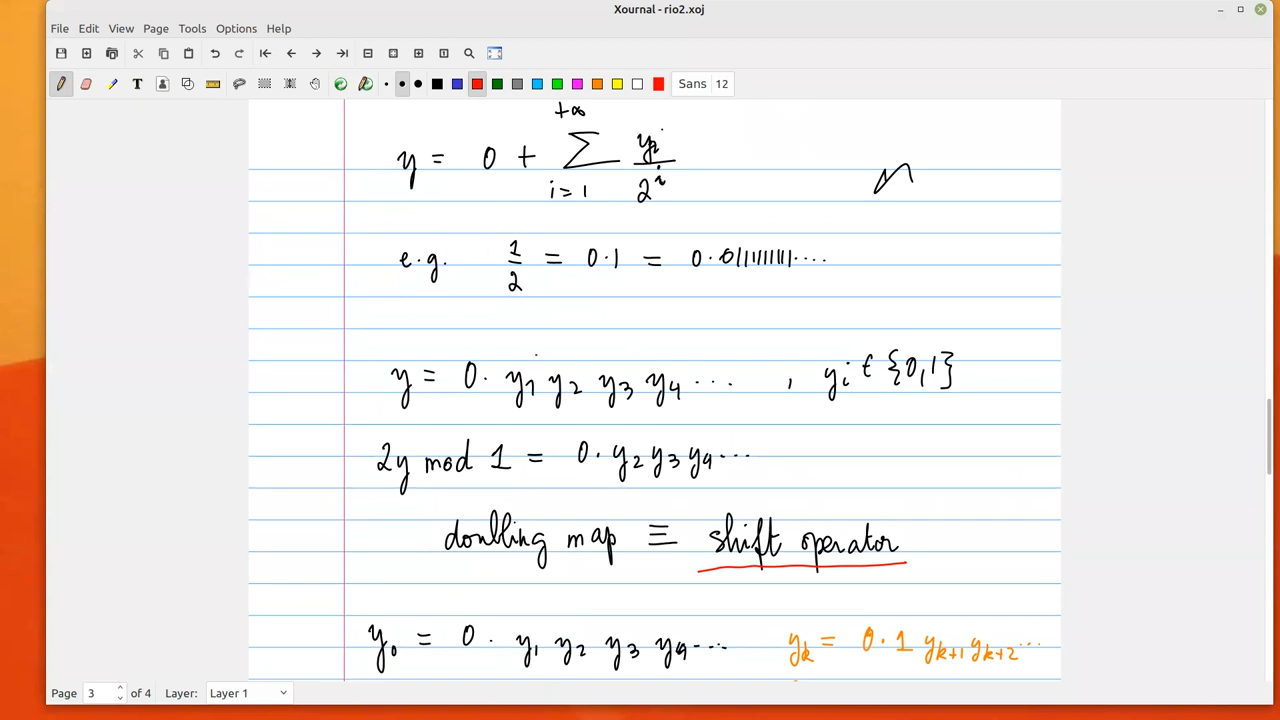 Xournal - rio2.xoj
File Edit View Page Tools Options Help
T
Sans 12
y = 0 + +∞ Σ i=1 yᵢ / 2ⁱ
e.g. 1/2 = 0.1 = 0.0111111111....
y = 0. y₁ y₂ y₃ y₄ ... , yᵢ ∈ {0,1}
2y mod 1 = 0. y₂ y₃ y₄ ...
doubling map ≡ shift operator
y₀ = 0. y₁ y₂ y₃ y₄ ... yₖ = 0.1 yₖ₊₁ yₖ₊₂ ...
Page 3 of 4 Layer: Layer 1